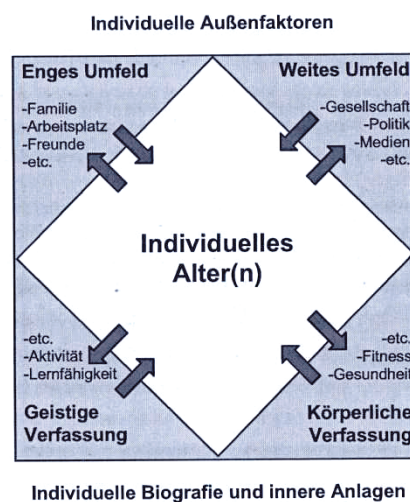 Individuelle Außenfaktoren
Enges Umfeld
-Familie
-Arbeitsplatz
-Freunde
-etc.
Weites Umfeld
-Gesellschaft
-Politik
-Medien
-etc.
Individuelles
Alter(n)
-etc.
-Aktivität
-Lernfähigkeit
Geistige
Verfassung
-etc.
-Fitness
-Gesundheit
Körperliche
Verfassung
Individuelle Biografie und innere Anlagen